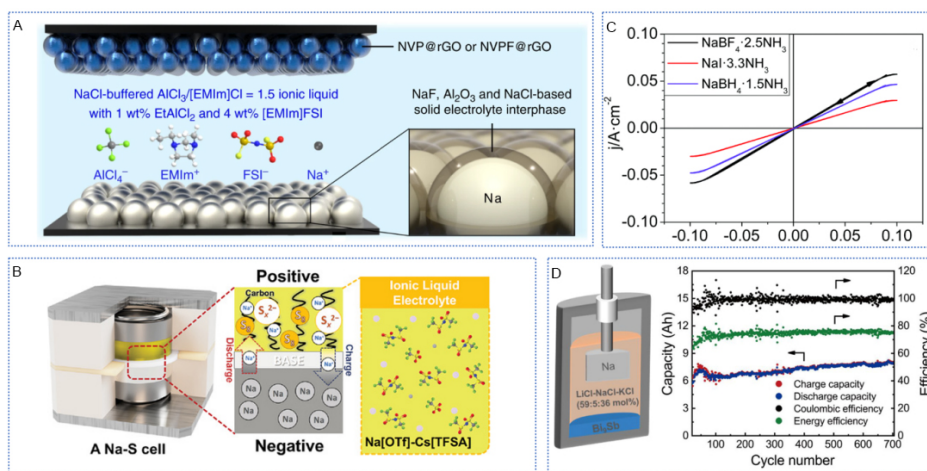 A
NVP@rGO or NVPF@rGO
NaCl-buffered AlCl₃/[EMIm]Cl = 1.5 ionic liquid
with 1 wt% EtAlCl₂ and 4 wt% [EMIm]FSI
AlCl₄⁻
EMIm⁺
FSI⁻
Na⁺
NaF, Al₂O₃ and NaCl-based
solid electrolyte interphase
Na
C
j/A·cm⁻²
NaBF₄·2.5NH₃
NaI·3.3NH₃
NaBH₄·1.5NH₃
0.10
0.05
0.00
-0.05
-0.10
-0.10
-0.05
0.00
0.05
0.10
B
A Na-S cell
Positive
Carbon
Na⁺
Sₓ²⁻
S₈
Discharge
BASE
Charge
Na
Negative
Ionic Liquid
Electrolyte
Na[OTf]-Cs[TFSA]
D
Na
LiCl-NaCl-KCl
(59:5:36 mol%)
Bi₉Sb
Capacity (Ah)
18
15
12
9
6
3
0
Efficiency (%)
120
100
80
60
40
20
0
Charge capacity
Discharge capacity
Coulombic efficiency
Energy efficiency
100
200
300
400
500
600
700
Cycle number